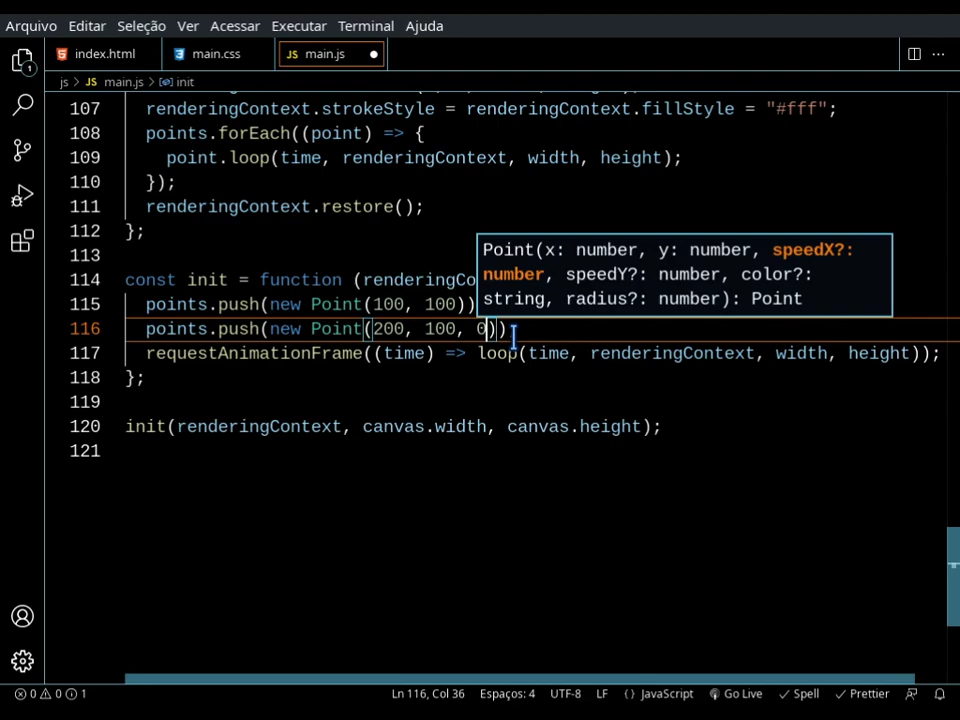 Arquivo Editar Seleção Ver Acessar Executar Terminal Ajuda
index.html main.css JS main.js
js > JS main.js > init
107 renderingContext.strokeStyle = renderingContext.fillStyle = "#fff";
108 points.forEach((point) => {
109 point.loop(time, renderingContext, width, height);
110 });
111 renderingContext.restore();
112 };
113
Point(x: number, y: number, speedX?:
number, speedY?: number, color?:
string, radius?: number): Point
114 const init = function (renderingCo
115 points.push(new Point(100, 100))
116 points.push(new Point(200, 100, 0))
117 requestAnimationFrame((time) => loop(time, renderingContext, width, height));
118 };
119
120 init(renderingContext, canvas.width, canvas.height);
121
0 0 1 Ln 116, Col 36 Espaços: 4 UTF-8 LF {} JavaScript Go Live Spell Prettier